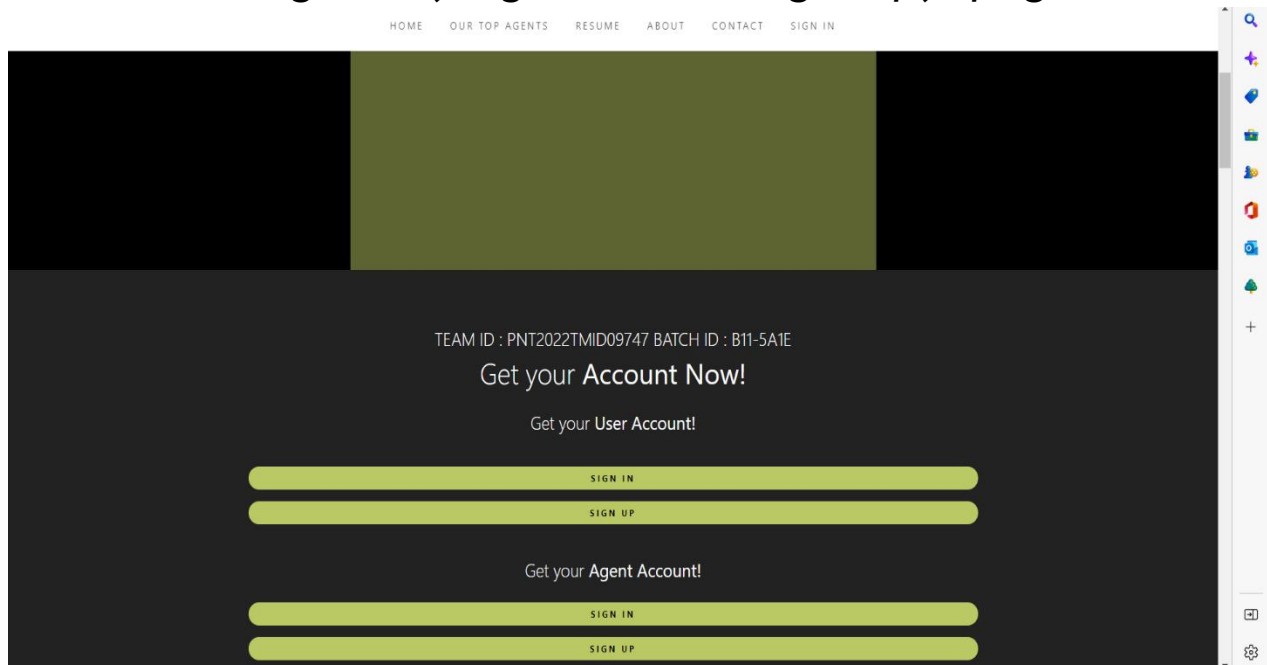 HOME OUR TOP AGENTS RESUME ABOUT CONTACT SIGN IN
TEAM ID : PNT2022TMID09747 BATCH ID : B11-5A1E
Get your Account Now!
Get your User Account!
SIGN IN
SIGN UP
Get your Agent Account!
SIGN IN
SIGN UP